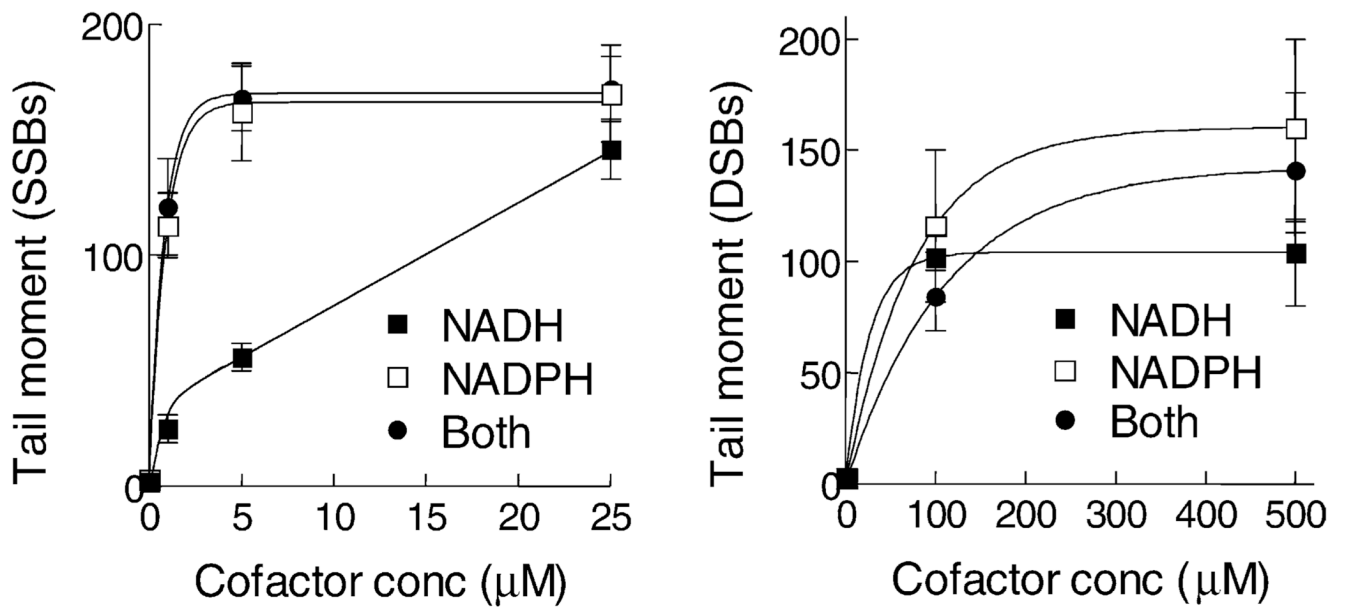 Tail moment (SSBs)
200
100
0
0 5 10 15 20 25
Cofactor conc (μM)
NADH
NADPH
Both
Tail moment (DSBs)
200
150
100
50
0
0 100 200 300 400 500
Cofactor conc (μM)
NADH
NADPH
Both